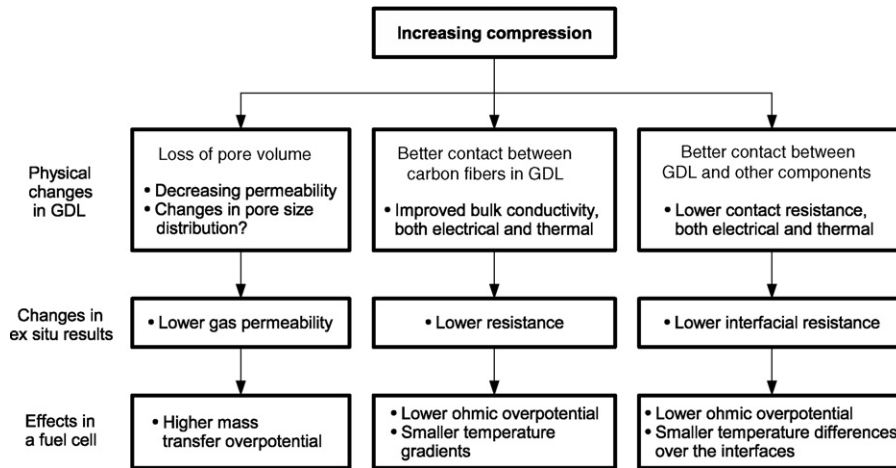 Increasing compression
Physical
changes
in GDL
Loss of pore volume
• Decreasing permeability
• Changes in pore size
distribution?
Better contact between
carbon fibers in GDL
• Improved bulk conductivity,
both electrical and thermal
Better contact between
GDL and other components
• Lower contact resistance,
both electrical and thermal
Changes in
ex situ results
• Lower gas permeability
• Lower resistance
• Lower interfacial resistance
Effects in
a fuel cell
• Higher mass
transfer overpotential
• Lower ohmic overpotential
• Smaller temperature
gradients
• Lower ohmic overpotential
• Smaller temperature differences
over the interfaces